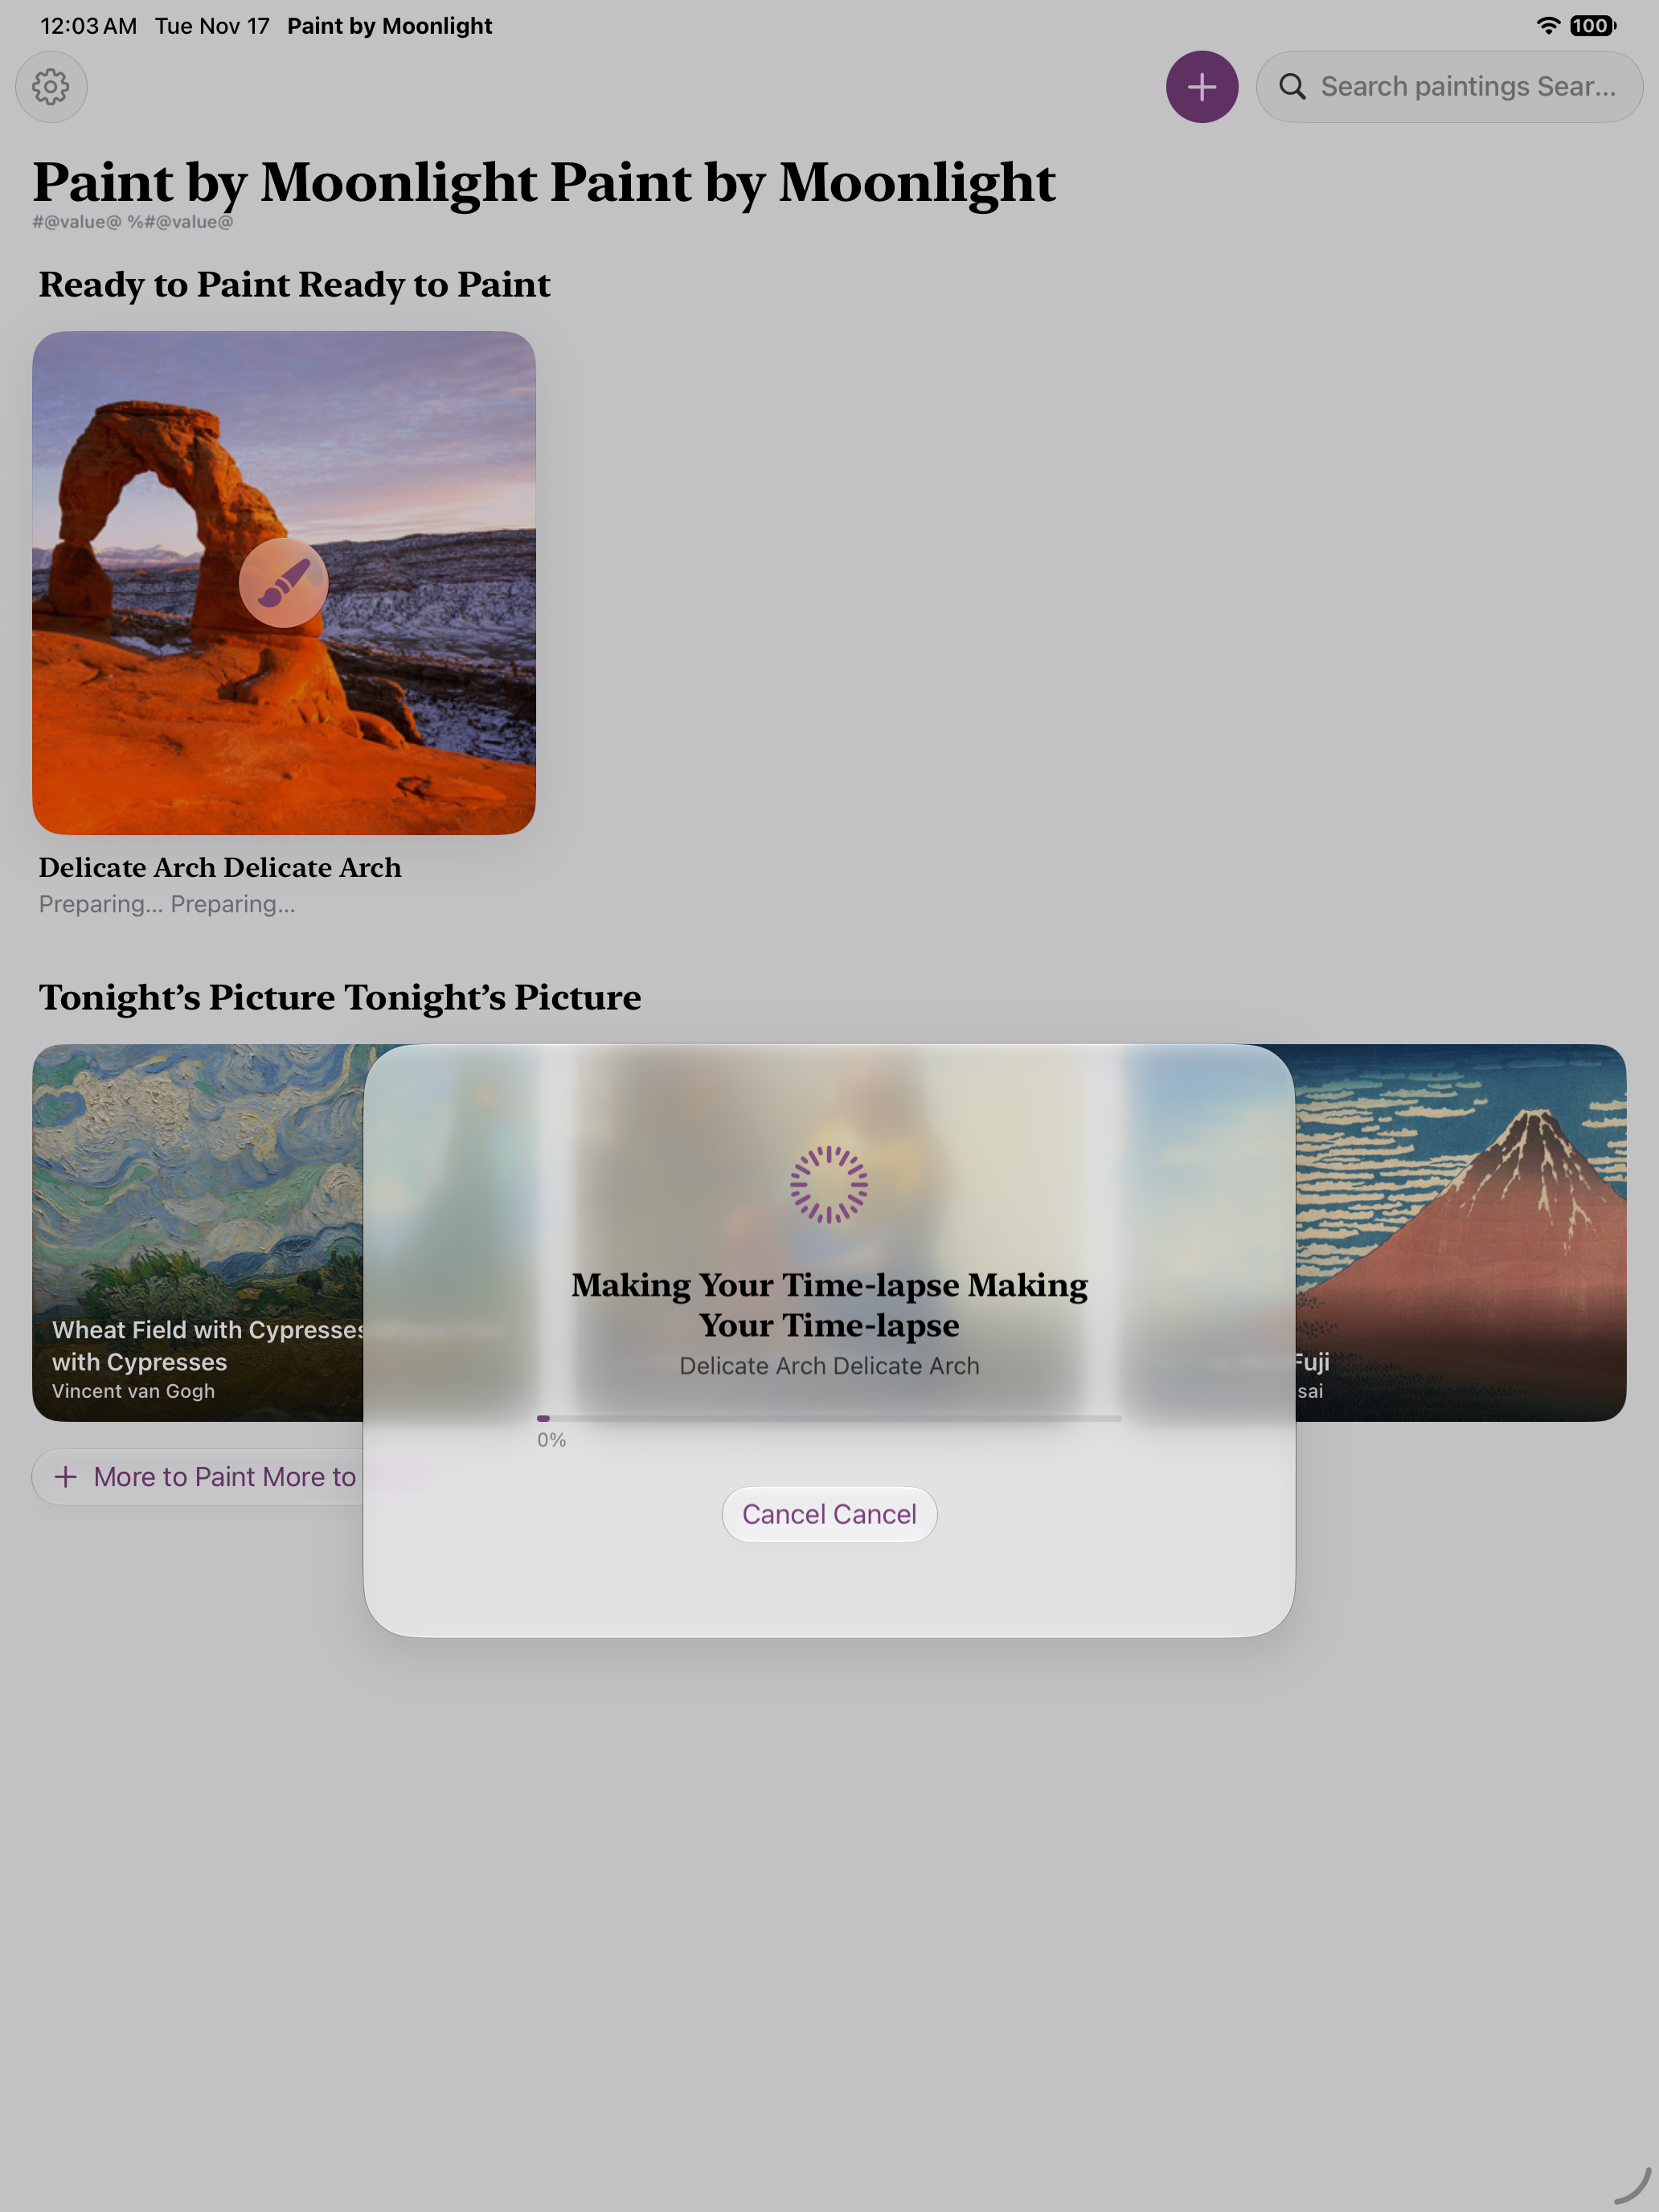 12:03 AM Tue Nov 17 Paint by Moonlight
100
Search paintings Sear...
Paint by Moonlight Paint by Moonlight
#@value@ %#@value@
Ready to Paint Ready to Paint
Delicate Arch Delicate Arch
Preparing... Preparing...
Tonight’s Picture Tonight’s Picture
Wheat Field with Cypresses
with Cypresses
Vincent van Gogh
Fuji
sai
Making Your Time-lapse Making
Your Time-lapse
Delicate Arch Delicate Arch
0%
More to Paint More to
Cancel Cancel